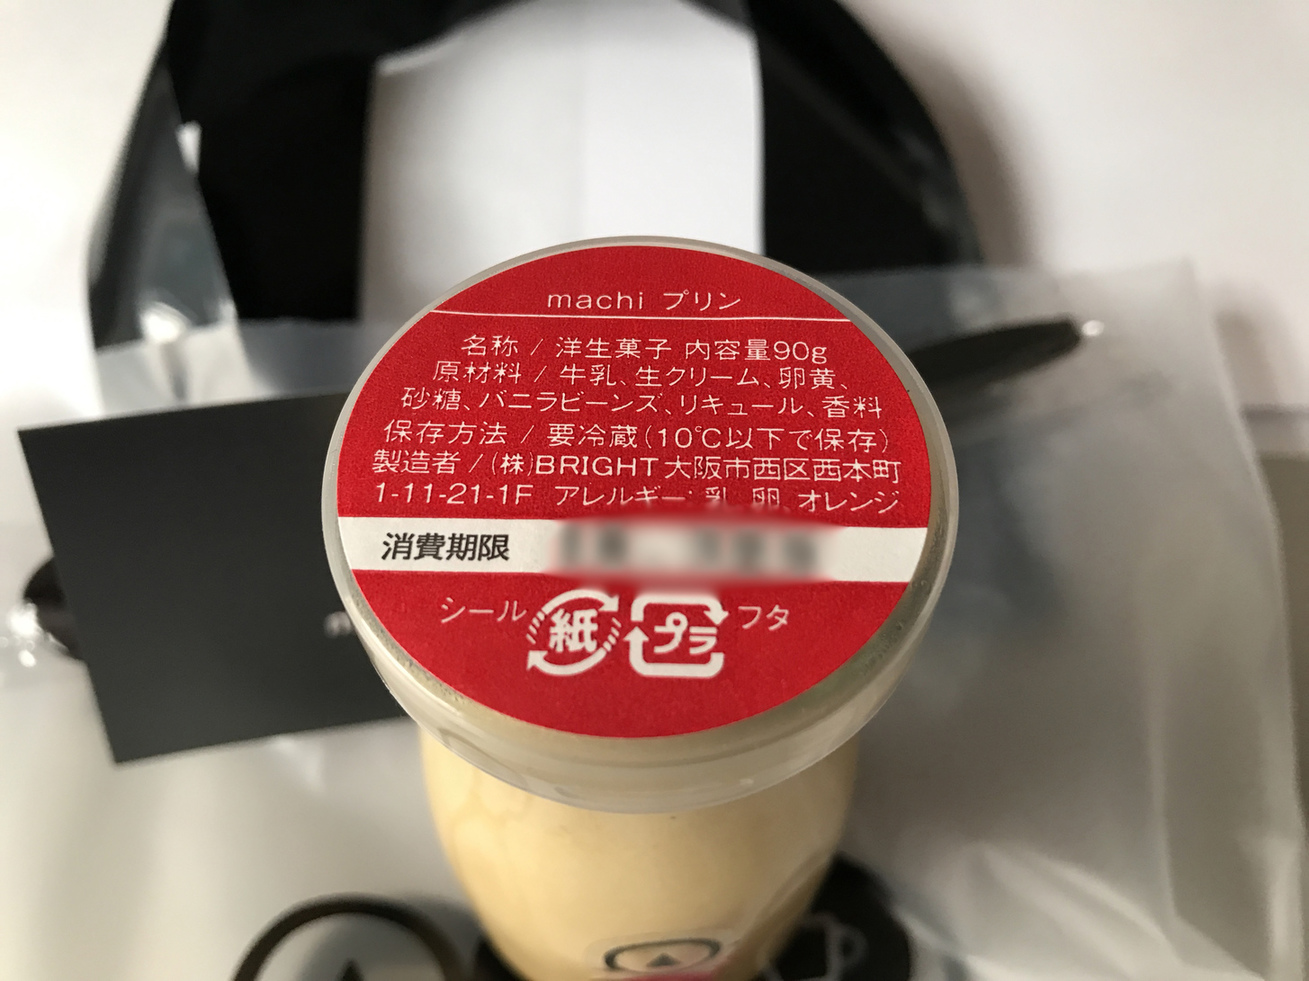 machi プリン
名称 / 洋生菓子 内容量90g
原材料 / 牛乳、生クリーム、卵黄、
砂糖、バニラビーンズ、リキュール、香料
保存方法 / 要冷蔵(10℃以下で保存)
製造者 / (株)BRIGHT 大阪市西区西本町
1-11-21-1F アレルギー: 乳、卵、オレンジ
消費期限
シール 紙 プラ フタ